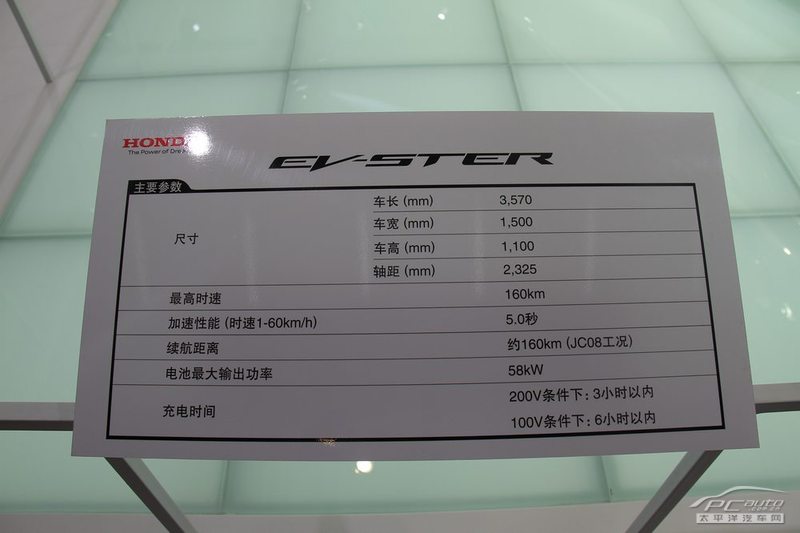 HONDA
The Power of Dreams
EV-STER
主要参数
尺寸
车长 (mm) 3,570
车宽 (mm) 1,500
车高 (mm) 1,100
轴距 (mm) 2,325
最高时速 160km
加速性能 (时速1-60km/h) 5.0秒
续航距离 约160km (JC08工况)
电池最大输出功率 58kW
充电时间 200V条件下: 3小时以内
100V条件下: 6小时以内
PCauto
.com.cn
太平洋汽车网